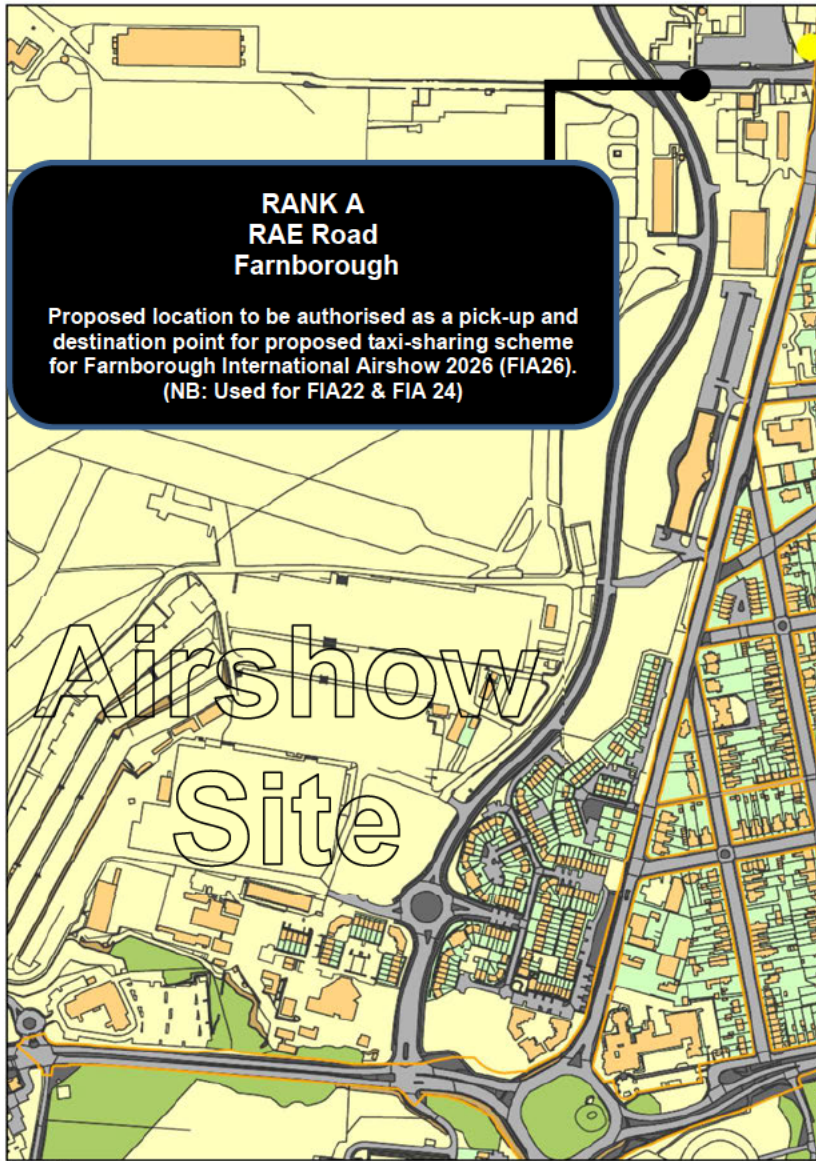 RANK A
RAE Road
Farnborough
Proposed location to be authorised as a pick-up and
destination point for proposed taxi-sharing scheme
for Farnborough International Airshow 2026 (FIA26).
(NB: Used for FIA22 & FIA 24)
Airshow
Site